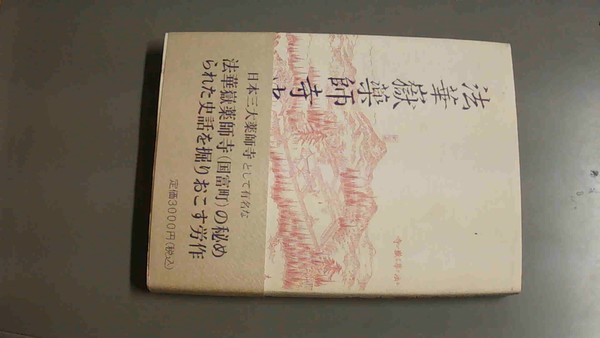 法華嶽薬師寺
日本三大薬師寺として有名な
法華嶽薬師寺(国富町)の秘め
られた史話を掘りおこす労作
定価3000円(税込)